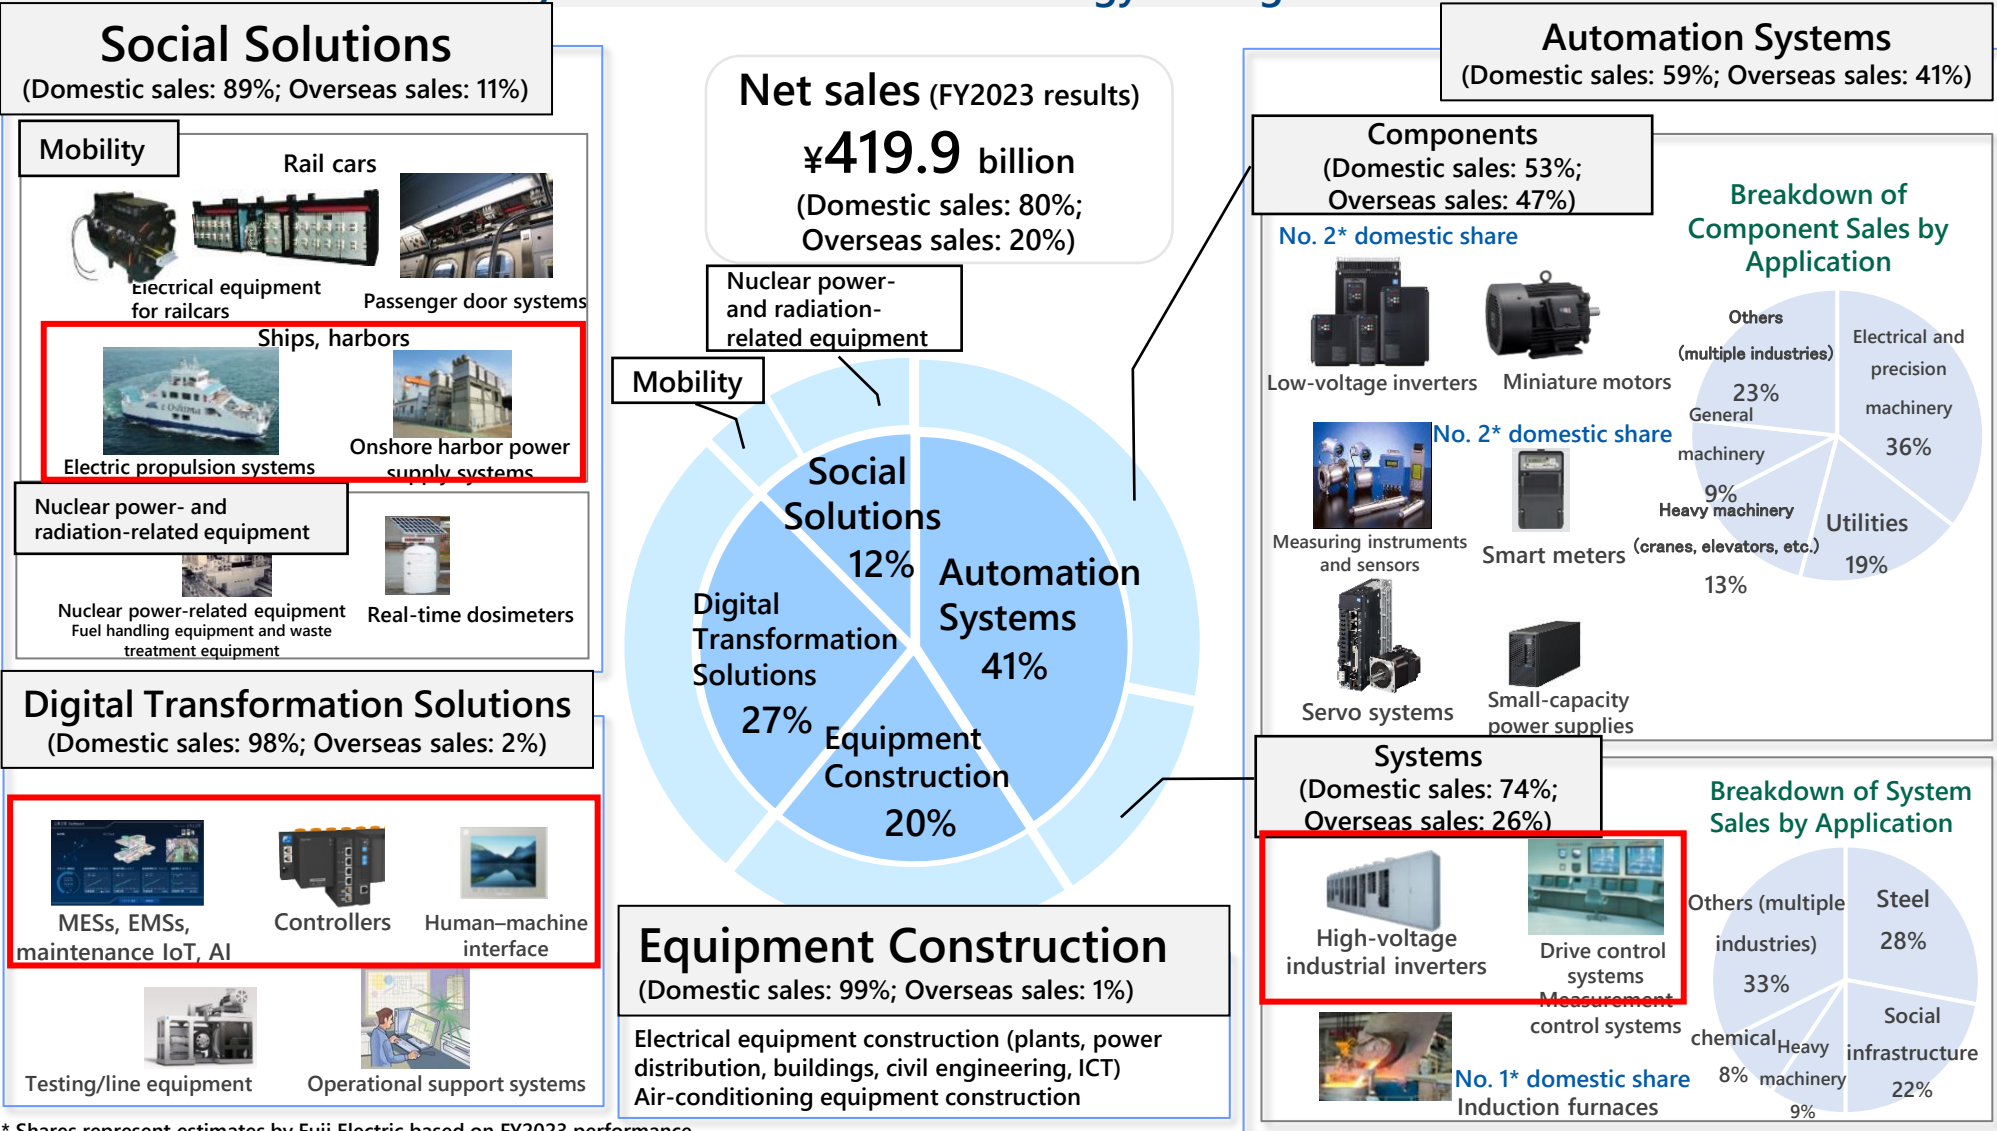 Social Solutions
(Domestic sales: 89%; Overseas sales: 11%)
Mobility
Rail cars
Electrical equipment
for railcars
Passenger door systems
Ships, harbors
Electric propulsion systems
Onshore harbor power
supply systems
Nuclear power- and
radiation-related equipment
Nuclear power-related equipment
Fuel handling equipment and waste
treatment equipment
Real-time dosimeters
Digital Transformation Solutions
(Domestic sales: 98%; Overseas sales: 2%)
MESs, EMSs,
maintenance IoT, AI
Controllers
Human–machine
interface
Testing/line equipment
Operational support systems
Net sales (FY2023 results)
¥419.9 billion
(Domestic sales: 80%;
Overseas sales: 20%)
Nuclear power-
and radiation-
related equipment
Mobility
Social
Solutions
12%
Automation
Systems
41%
Digital
Transformation
Solutions
27%
Equipment
Construction
20%
Equipment Construction
(Domestic sales: 99%; Overseas sales: 1%)
Electrical equipment construction (plants, power
distribution, buildings, civil engineering, ICT)
Air-conditioning equipment construction
Automation Systems
(Domestic sales: 59%; Overseas sales: 41%)
Components
(Domestic sales: 53%;
Overseas sales: 47%)
No. 2* domestic share
Low-voltage inverters
Miniature motors
No. 2* domestic share
Measuring instruments
and sensors
Smart meters
Servo systems
Small-capacity
power supplies
Breakdown of
Component Sales by
Application
Others
(multiple industries)
23%
Electrical and
precision
machinery
36%
General
machinery
9%
Heavy machinery
(cranes, elevators, etc.)
13%
Utilities
19%
Systems
(Domestic sales: 74%;
Overseas sales: 26%)
High-voltage
industrial inverters
Drive control
systems
Measurement
control systems
No. 1* domestic share
Induction furnaces
Breakdown of System
Sales by Application
Others (multiple
industries)
33%
Steel
28%
Social
infrastructure
22%
chemical
8%
Heavy
machinery
9%
* Shares represent estimates by Fuji Electric based on FY2023 performance